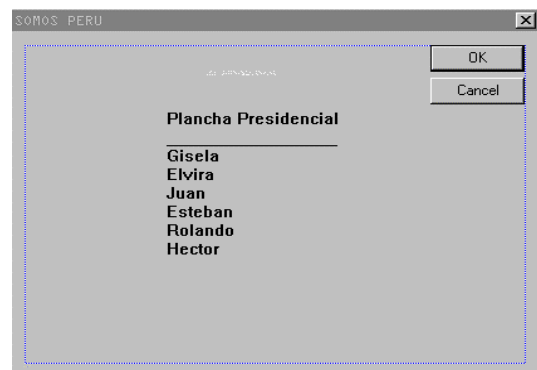 SOMOS PERU
OK
Cancel
Plancha Presidencial
Gisela
Elvira
Juan
Esteban
Rolando
Hector